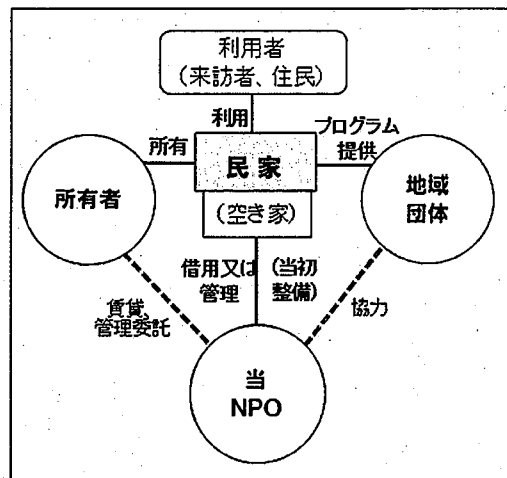 利用者
(来訪者、住民)
利用
所有
プログラム
提供
民家
(空き家)
所有者
地域
団体
借用又は
管理
(当初
整備)
賃貸、
管理委託
協力
当
NPO